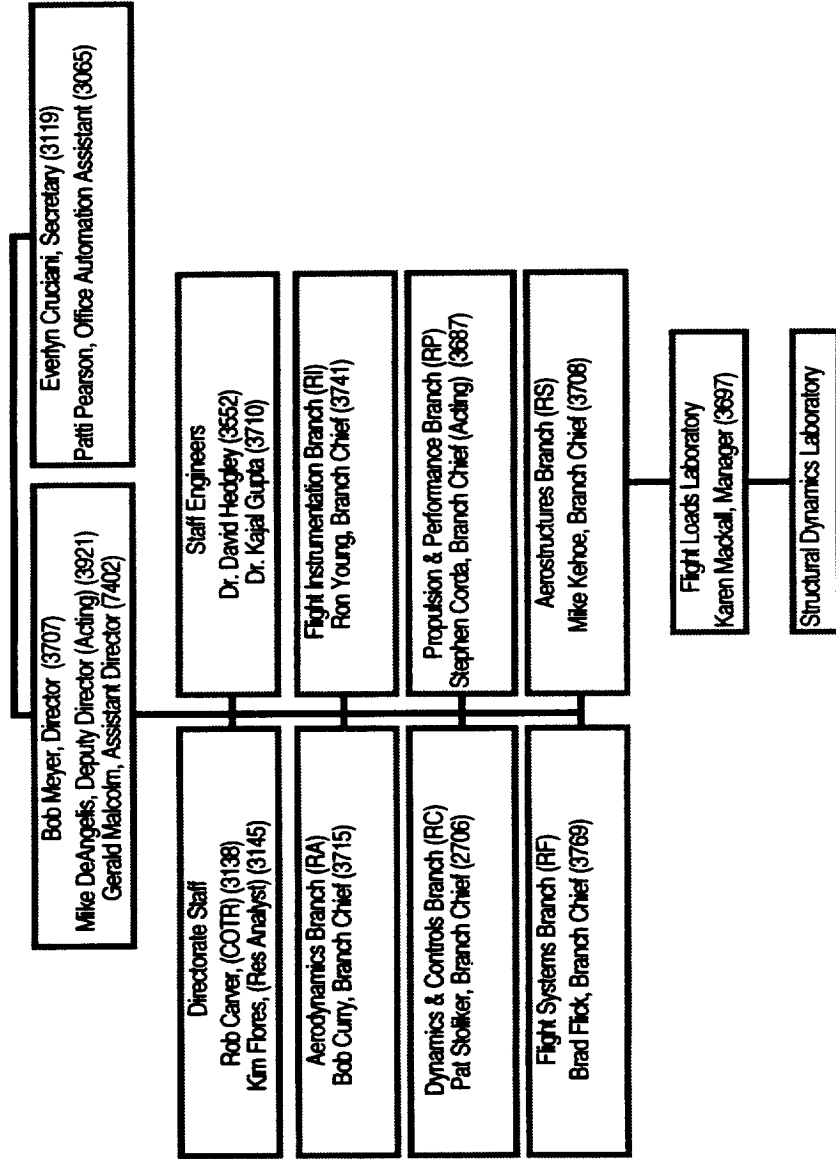 Bob Meyer, Director (3707)
Mike DeAngelis, Deputy Director (Acting) (3921)
Gerald Malcolm, Assistant Director (7402)
Everlyn Cruciani, Secretary (3119)
Patti Pearson, Office Automation Assistant (3065)
Directorate Staff
Rob Carver, (COTR) (3138)
Kim Flores, (Res Analyst) (3145)
Staff Engineers
Dr. David Hedgley (3552)
Dr. Kajal Gupta (3710)
Aerodynamics Branch (RA)
Bob Curry, Branch Chief (3715)
Flight Instrumentation Branch (RI)
Ron Young, Branch Chief (3741)
Dynamics & Controls Branch (RC)
Pat Stoliker, Branch Chief (2706)
Propulsion & Performance Branch (RP)
Stephen Corda, Branch Chief (Acting) (3687)
Flight Systems Branch (RF)
Brad Flick, Branch Chief (3769)
Aerostructures Branch (RS)
Mike Kehoe, Branch Chief (3708)
Flight Loads Laboratory
Karen Mackall, Manager (3697)
Structural Dynamics Laboratory